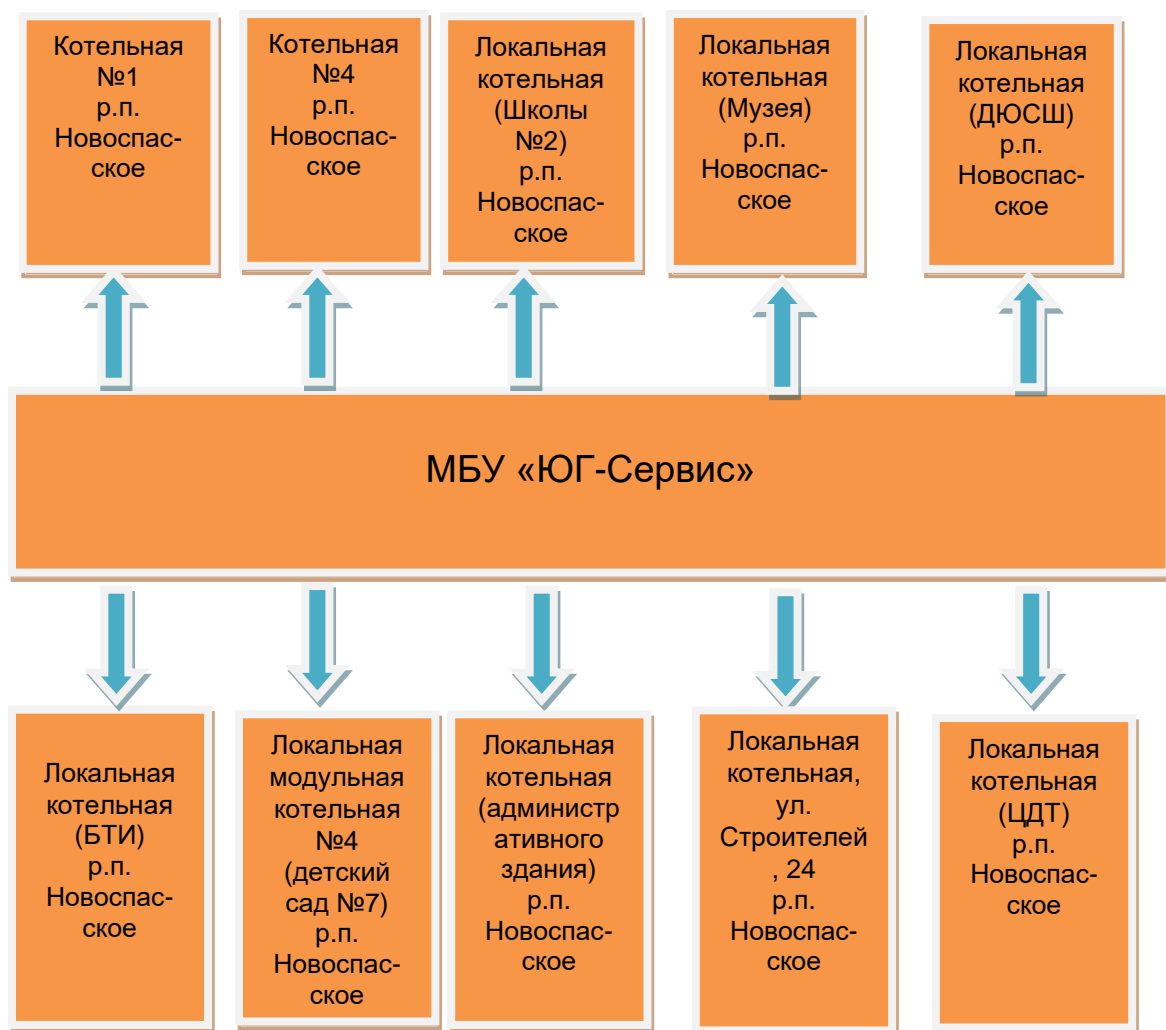 Котельная
№1
р.п.
Новоспас-
ское
Котельная
№4
р.п.
Новоспас-
ское
Локальная
котельная
(Школы
№2)
р.п.
Новоспас-
ское
Локальная
котельная
(Музея)
р.п.
Новоспас-
ское
Локальная
котельная
(ДЮСШ)
р.п.
Новоспас-
ское
МБУ «ЮГ-Сервис»
Локальная
котельная
(БТИ)
р.п.
Новоспас-
ское
Локальная
модульная
котельная
№4
(детский
сад №7)
р.п.
Новоспас-
ское
Локальная
котельная
(администр
ативного
здания)
р.п.
Новоспас-
ское
Локальная
котельная,
ул.
Строителей
, 24
р.п.
Новоспас-
ское
Локальная
котельная
(ЦДТ)
р.п.
Новоспас-
ское